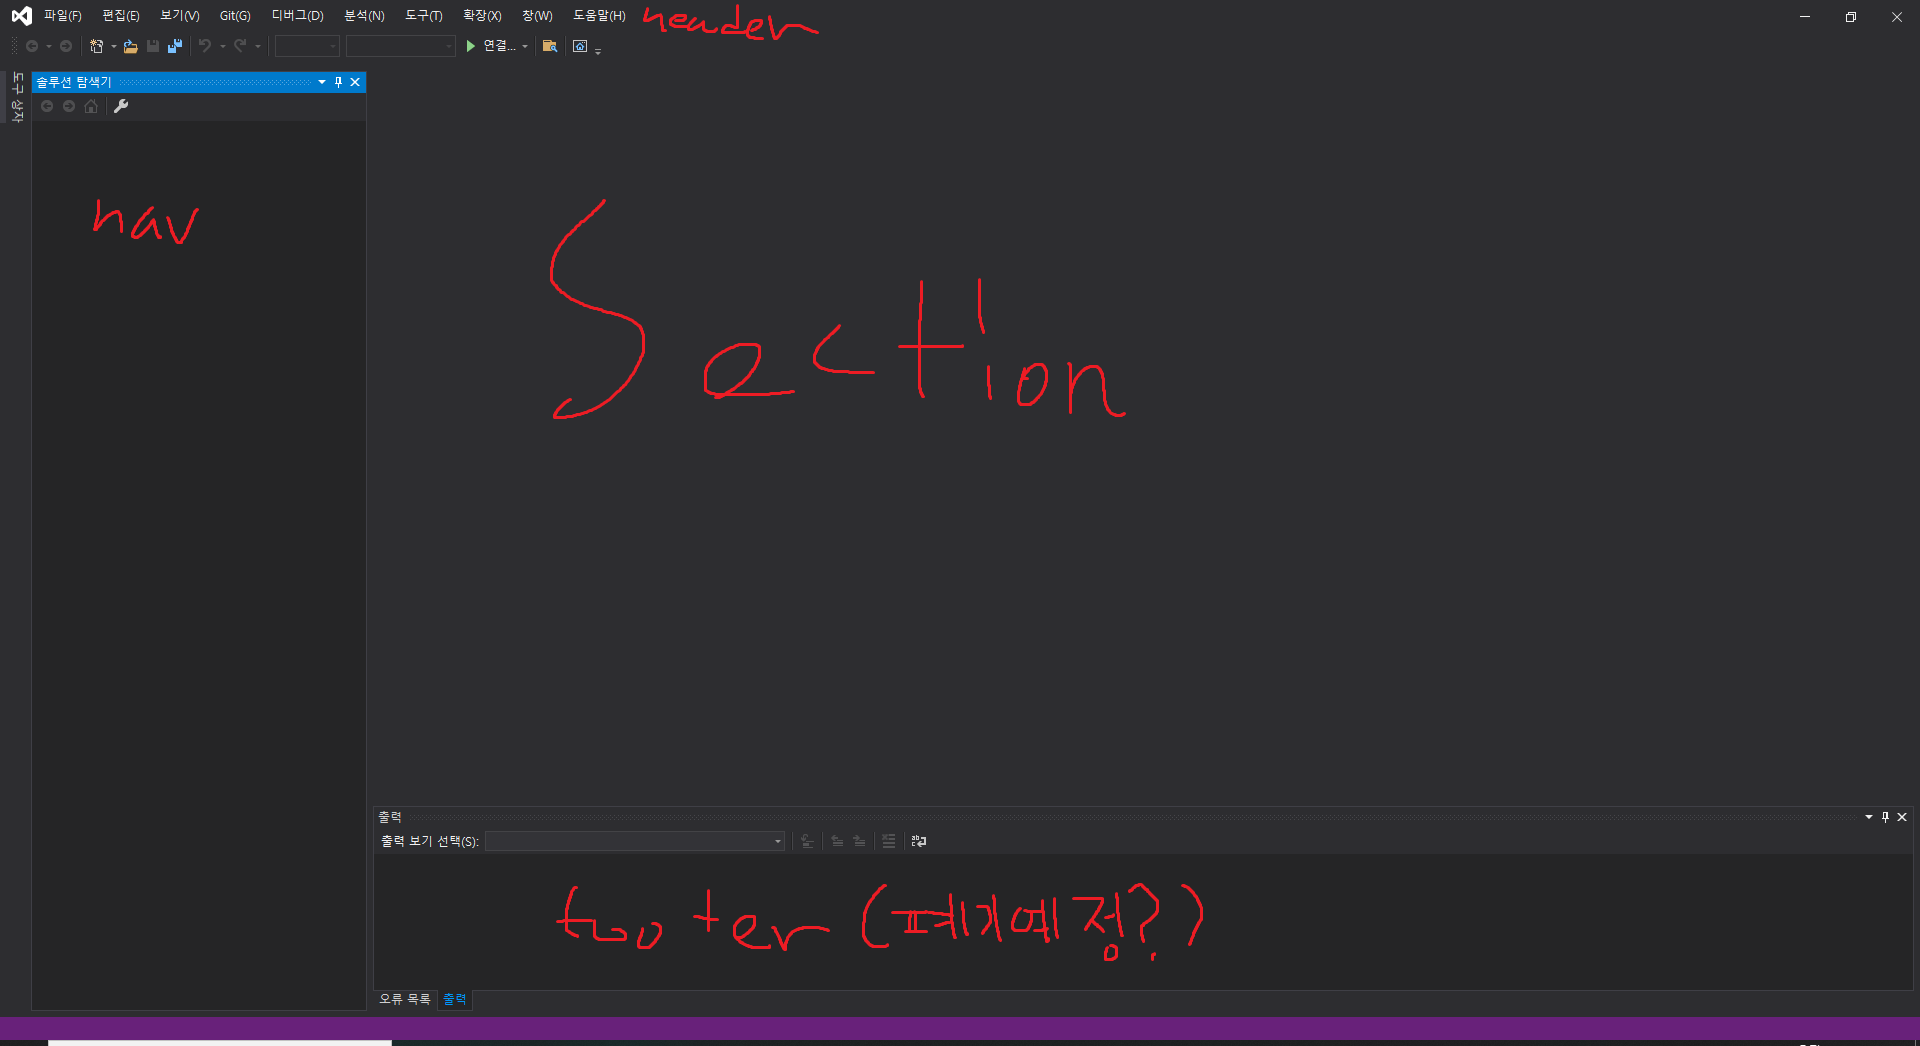 파일(F) 편집(E) 보기(V) Git(G) 디버그(D) 분석(N) 도구(T) 확장(X) 창(W) 도움말(H) header
연결...
도구 상자
솔루션 탐색기
nav
Section
출력
출력 보기 선택(S):
footer (폐기예정?)
오류 목록 출력